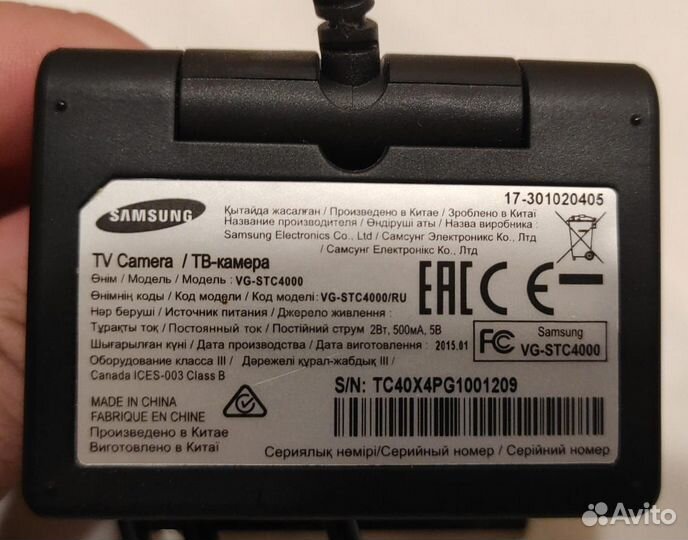 17-301020405
SAMSUNG
Қытайда жасалған / Произведено в Китае / Зроблено в Китаї
Название производителя / Өндіруші аты / Назва виробника :
Samsung Electronics Co., Ltd / Самсунг Электроникс Ко., Лтд
/ Самсунг Електронікс Ко., Лтд
TV Camera / ТВ-камера
Өнім / Модель / Модель : VG-STC4000
Өнімнің коды / Код модели / Код моделі: VG-STC4000/RU
Нәр беруші / Источник питания / Джерело живлення :
Тұрақты ток / Постоянный ток / Постійний струм 2Вт, 500мА, 5В
Шығарылған күні / Дата производства / Дата виготовлення : 2015.01
Оборудование класса III / Дәрежелі құрал-жабдық III /
Canada ICES-003 Class B
EAC CE
FC Samsung
VG-STC4000
S/N: TC40X4PG1001209
MADE IN CHINA
FABRIQUE EN CHINE
Произведено в Китае
Виготовлено в Китаї
Сериялық нөмірі/Серийный номер / Серійний номер
Avito